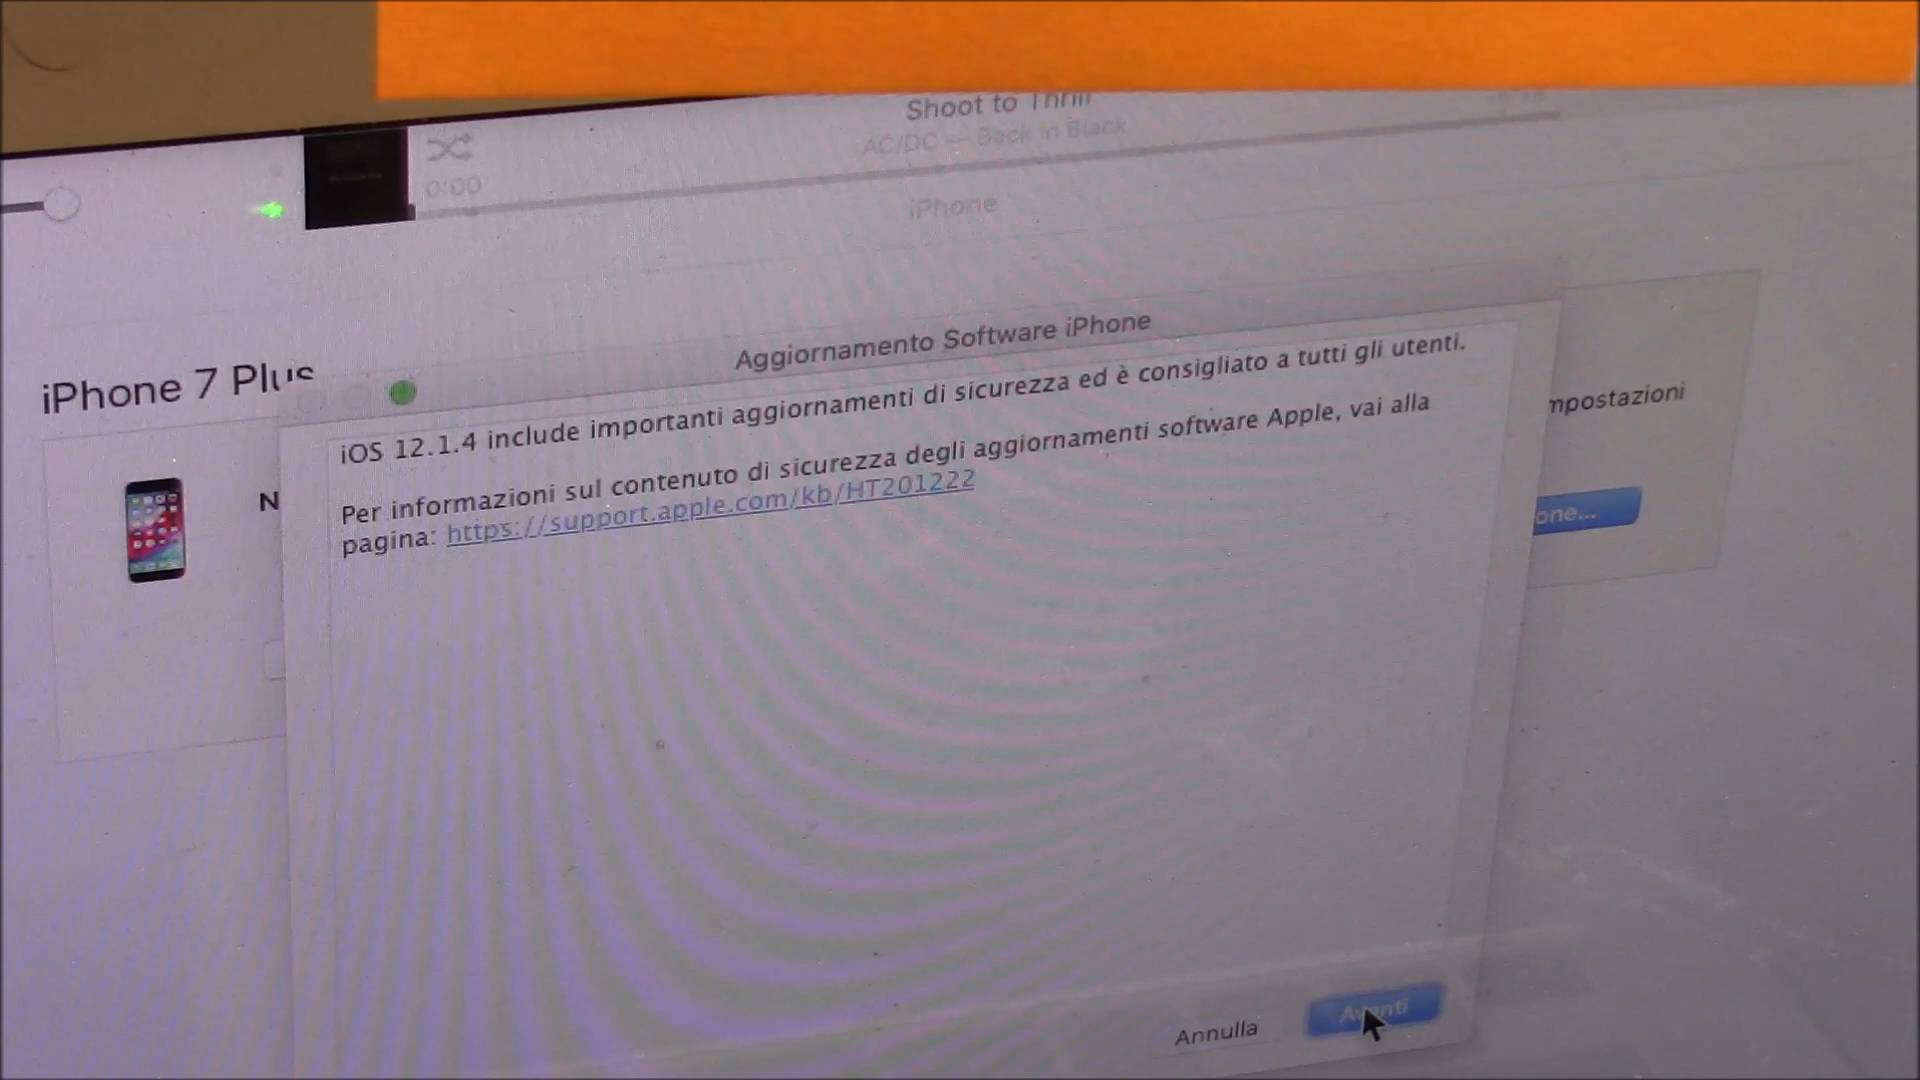 Shoot to Thrill
AC/DC — Back in Black
0:00
iPhone
iPhone 7 Plus
Aggiornamento Software iPhone
iOS 12.1.4 include importanti aggiornamenti di sicurezza ed è consigliato a tutti gli utenti.
Per informazioni sul contenuto di sicurezza degli aggiornamenti software Apple, vai alla
pagina: https://support.apple.com/kb/HT201222
N
mpostazioni
one...
Annulla
Avanti